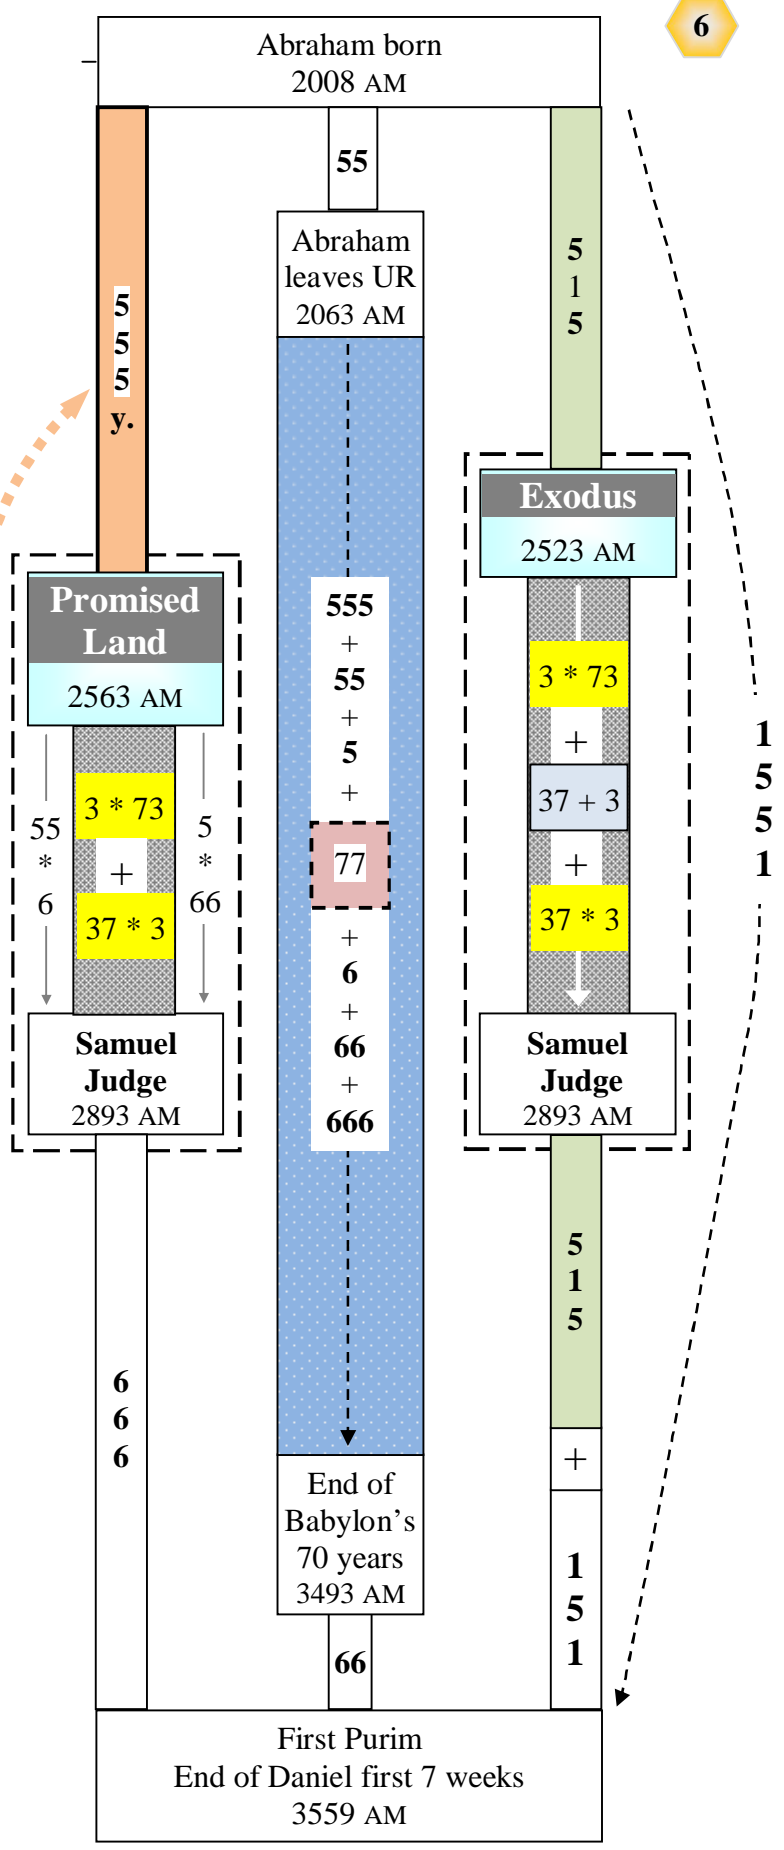 6
Abraham born
2008 AM
55
Abraham
leaves UR
2063 AM
5
5
5
y.
5
1
5
Exodus
2523 AM
Promised
Land
2563 AM
555
+
55
+
5
+
77
+
6
+
66
+
666
3 * 73
+
37 + 3
+
37 * 3
1
5
5
1
55
*
6
3 * 73
+
37 * 3
5
*
66
Samuel
Judge
2893 AM
Samuel
Judge
2893 AM
6
6
6
5
1
5
+
1
5
1
End of
Babylon’s
70 years
3493 AM
66
First Purim
End of Daniel first 7 weeks
3559 AM